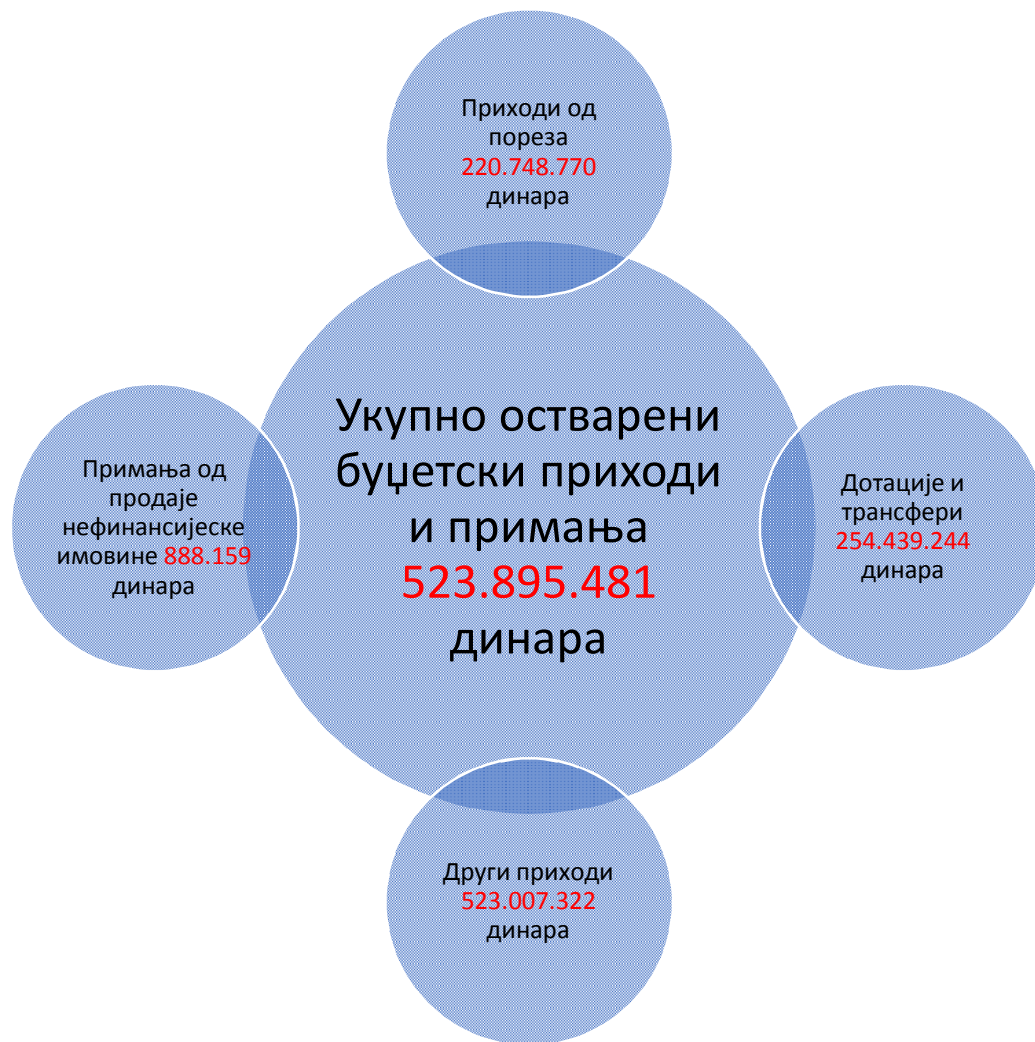 Приходи од
пореза
220.748.770
динара
Укупно остварени
буџетски приходи
и примања
523.895.481
динара
Примања од
продаје
нефинансијеске
имовине 888.159
динара
Дотације и
трансфери
254.439.244
динара
Други приходи
523.007.322
динара